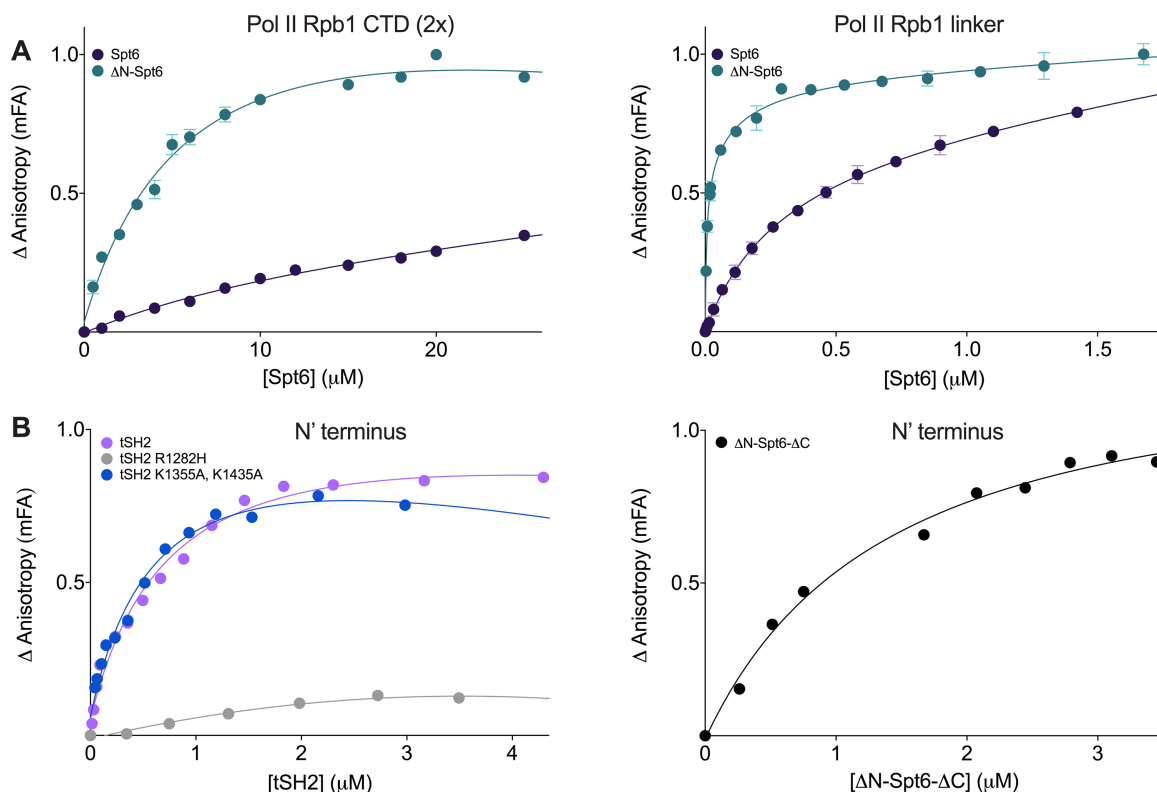 A
Pol II Rpb1 CTD (2x)
Spt6
ΔN-Spt6
Δ Anisotropy (mFA)
1.0
0.5
0
10
20
[Spt6] (μM)
Pol II Rpb1 linker
Spt6
ΔN-Spt6
Δ Anisotropy (mFA)
1.0
0.5
0.0
0.5
1.0
1.5
[Spt6] (μM)
B
N' terminus
tSH2
tSH2 R1282H
tSH2 K1355A, K1435A
Δ Anisotropy (mFA)
1.0
0.5
0
1
2
3
4
[tSH2] (μM)
N' terminus
ΔN-Spt6-ΔC
Δ Anisotropy (mFA)
1.0
0.5
0
1
2
3
[ΔN-Spt6-ΔC] (μM)